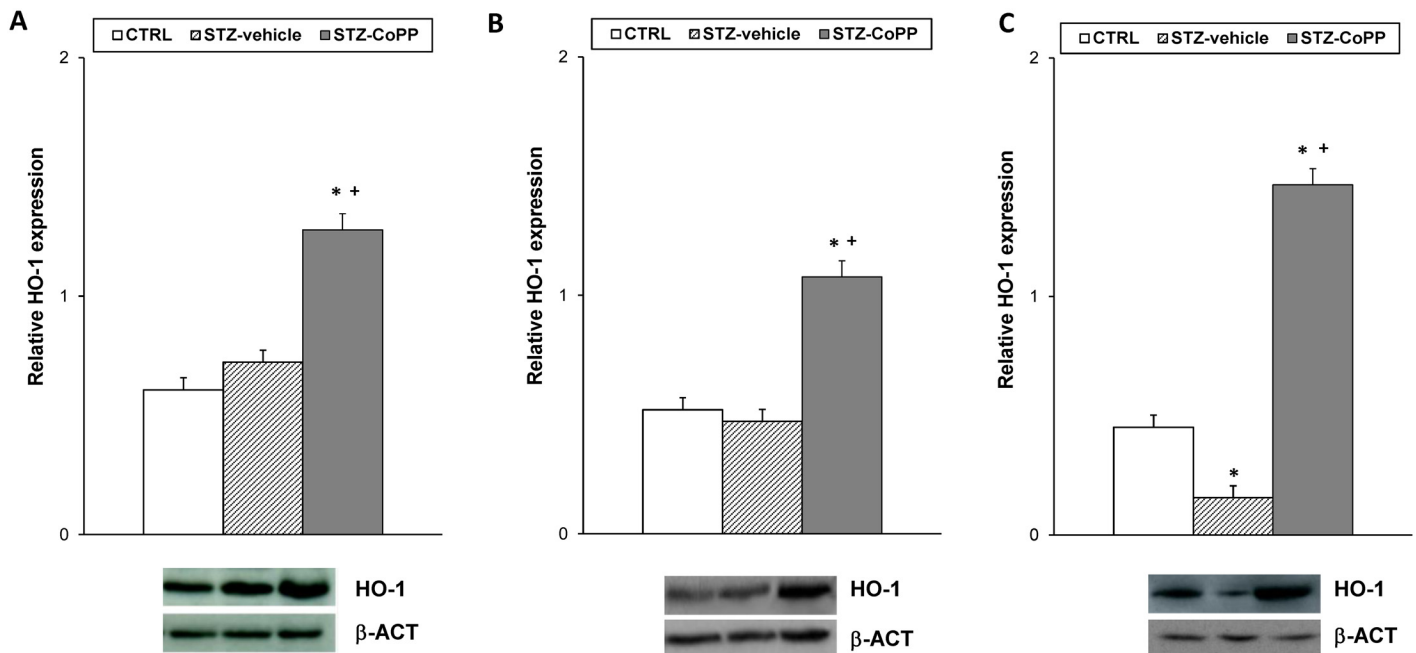 A
CTRL STZ-vehicle STZ-CoPP
2
1
0
Relative HO-1 expression
* +
HO-1
β-ACT
B
CTRL STZ-vehicle STZ-CoPP
2
1
0
Relative HO-1 expression
* +
HO-1
β-ACT
C
CTRL STZ-vehicle STZ-CoPP
2
1
0
Relative HO-1 expression
*
* +
HO-1
β-ACT